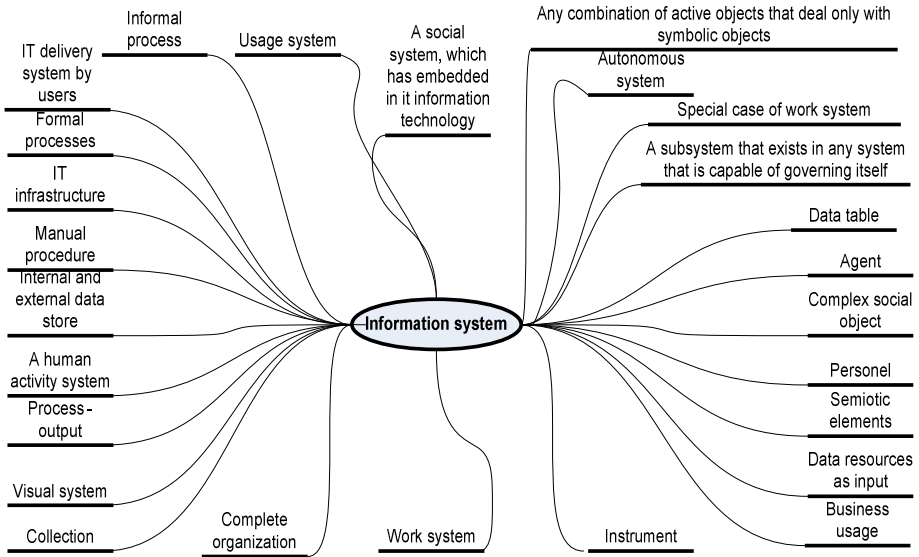 Informal
process
Usage system
A social
system, which
has embedded
in it information
technology
Any combination of active objects that deal only with
symbolic objects
IT delivery
system by
users
Autonomous
system
Formal
processes
Special case of work system
IT
infrastructure
A subsystem that exists in any system
that is capable of governing itself
Manual
procedure
Data table
Internal and
external data
store
Agent
Information system
Complex social
object
A human
activity system
Personel
Process-
output
Semiotic
elements
Visual system
Data resources
as input
Collection
Complete
organization
Work system
Instrument
Business
usage